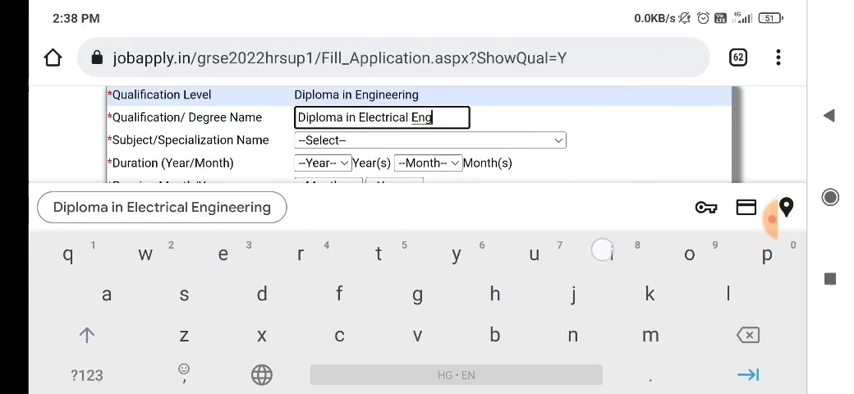 2:38 PM 0.0KB/s 4G 51
jobapply.in/grse2022hrsup1/Fill_Application.aspx?ShowQual=Y 62
*Qualification Level Diploma in Engineering
*Qualification/ Degree Name Diploma in Electrical Eng
*Subject/Specialization Name --Select--
*Duration (Year/Month) --Year-- Year(s) --Month-- Month(s)
Diploma in Electrical Engineering
q 1 w 2 e 3 r 4 t 5 y 6 u 7 i 8 o 9 p 0
a s d f g h j k l
z x c v b n m
?123 , HG • EN .